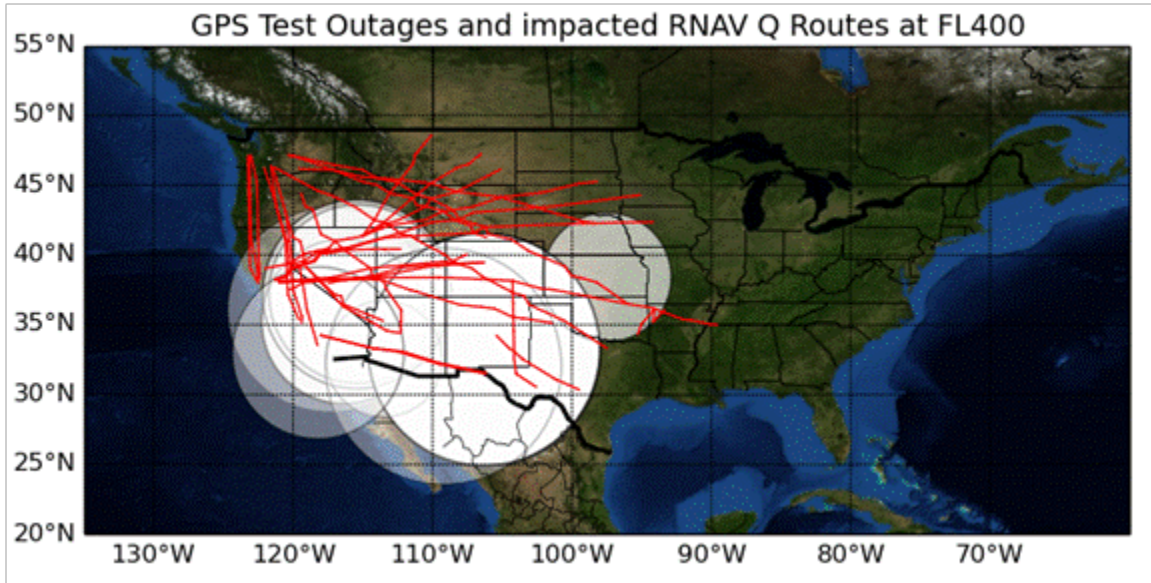 GPS Test Outages and impacted RNAV Q Routes at FL400
55°N
50°N
45°N
40°N
35°N
30°N
25°N
20°N
130°W 120°W 110°W 100°W 90°W 80°W 70°W